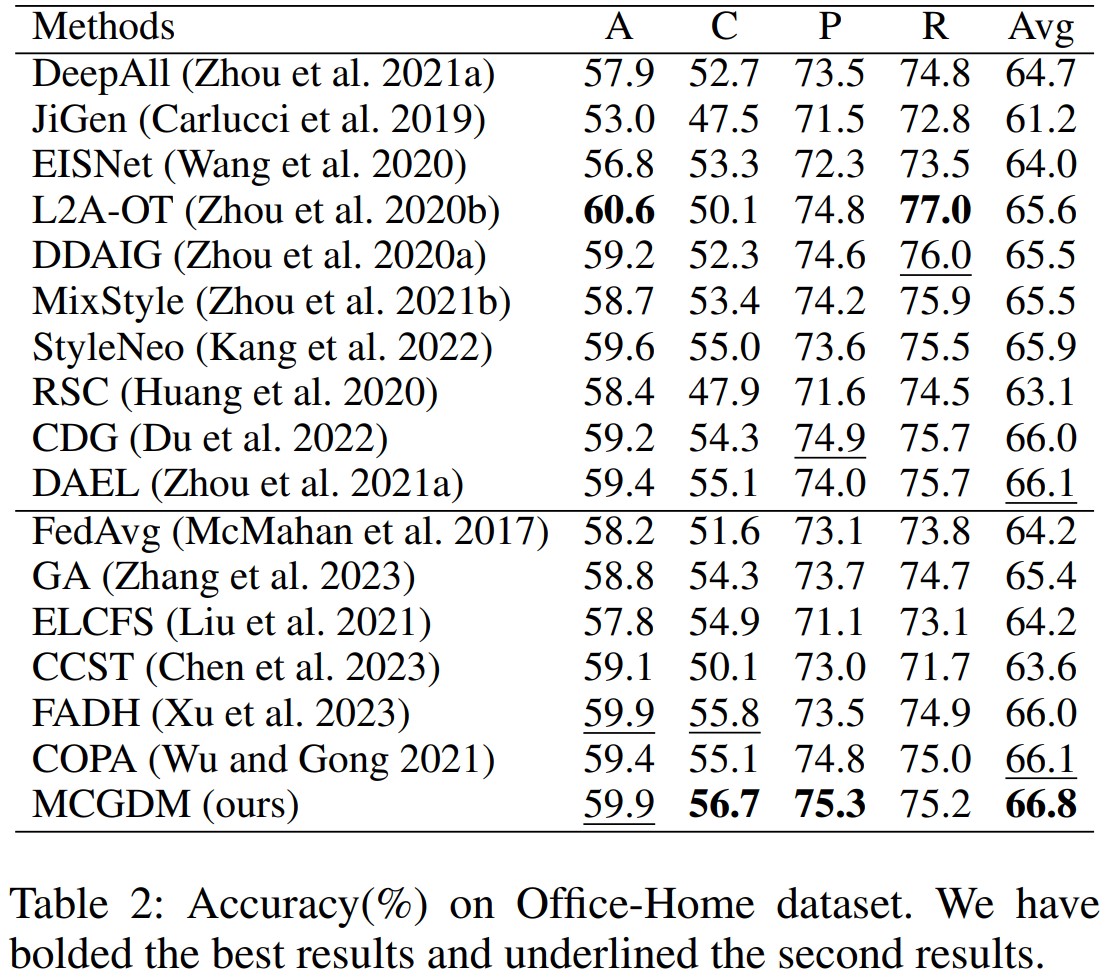 Methods A C P R Avg
DeepAll (Zhou et al. 2021a) 57.9 52.7 73.5 74.8 64.7
JiGen (Carlucci et al. 2019) 53.0 47.5 71.5 72.8 61.2
EISNet (Wang et al. 2020) 56.8 53.3 72.3 73.5 64.0
L2A-OT (Zhou et al. 2020b) 60.6 50.1 74.8 77.0 65.6
DDAIG (Zhou et al. 2020a) 59.2 52.3 74.6 76.0 65.5
MixStyle (Zhou et al. 2021b) 58.7 53.4 74.2 75.9 65.5
StyleNeo (Kang et al. 2022) 59.6 55.0 73.6 75.5 65.9
RSC (Huang et al. 2020) 58.4 47.9 71.6 74.5 63.1
CDG (Du et al. 2022) 59.2 54.3 74.9 75.7 66.0
DAEL (Zhou et al. 2021a) 59.4 55.1 74.0 75.7 66.1
FedAvg (McMahan et al. 2017) 58.2 51.6 73.1 73.8 64.2
GA (Zhang et al. 2023) 58.8 54.3 73.7 74.7 65.4
ELCFS (Liu et al. 2021) 57.8 54.9 71.1 73.1 64.2
CCST (Chen et al. 2023) 59.1 50.1 73.0 71.7 63.6
FADH (Xu et al. 2023) 59.9 55.8 73.5 74.9 66.0
COPA (Wu and Gong 2021) 59.4 55.1 74.8 75.0 66.1
MCGDM (ours) 59.9 56.7 75.3 75.2 66.8
Table 2: Accuracy(%) on Office-Home dataset. We have
bolded the best results and underlined the second results.